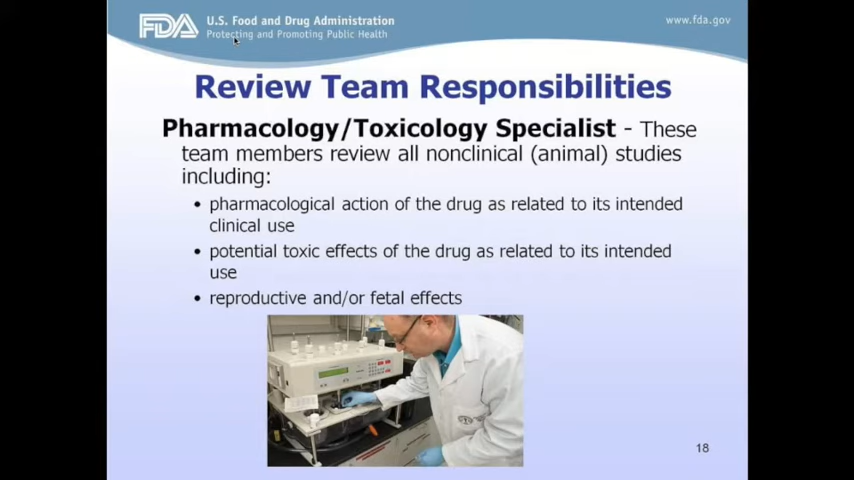 FDA U.S. Food and Drug Administration
Protecting and Promoting Public Health
www.fda.gov
Review Team Responsibilities
Pharmacology/Toxicology Specialist - These
team members review all nonclinical (animal) studies
including:
• pharmacological action of the drug as related to its intended
clinical use
• potential toxic effects of the drug as related to its intended
use
• reproductive and/or fetal effects
18